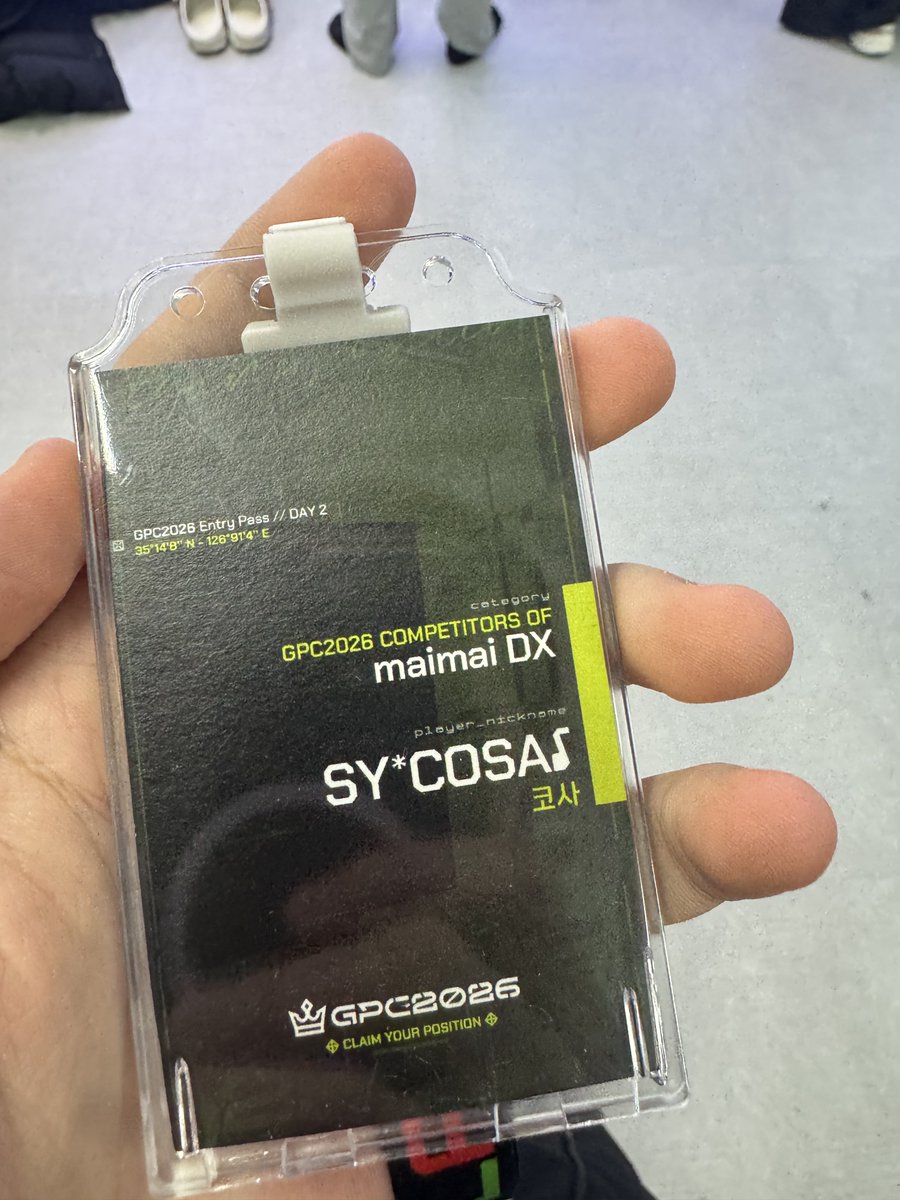 GPC2026 Entry Pass // DAY 2
35°14'8" N - 126°91'4" E
category
GPC2026 COMPETITORS OF
maimai DX
player_nickname
SY*COSA♪
코사
GPC2026
CLAIM YOUR POSITION